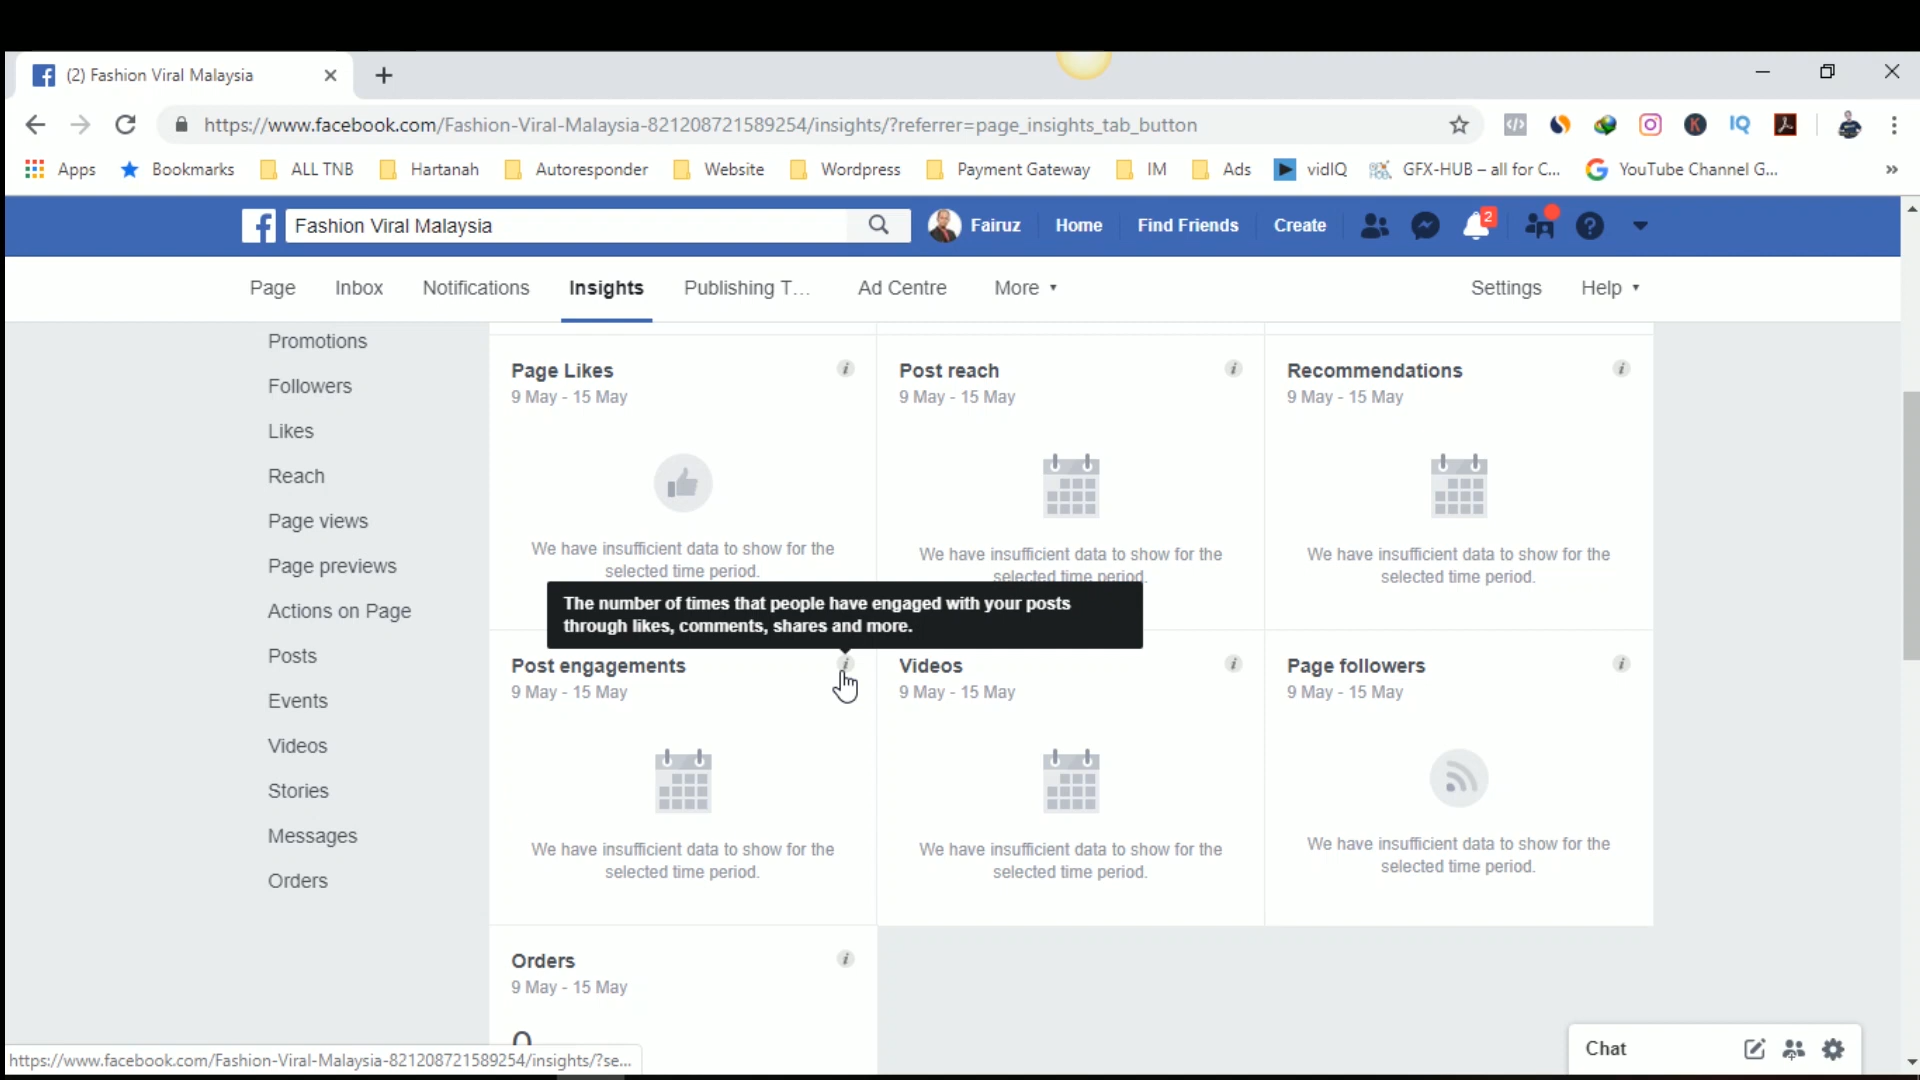 (2) Fashion Viral Malaysia
https://www.facebook.com/Fashion-Viral-Malaysia-821208721589254/insights/?referrer=page_insights_tab_button
Apps Bookmarks ALL TNB Hartanah Autoresponder Website Wordpress Payment Gateway IM Ads vidIQ GFX-HUB – all for C... YouTube Channel G... »
Fashion Viral Malaysia Fairuz Home Find Friends Create 2
Page Inbox Notifications Insights Publishing T... Ad Centre More Settings Help
Promotions
Followers
Likes
Reach
Page views
Page previews
Actions on Page
Posts
Events
Videos
Stories
Messages
Orders
Page Likes
9 May - 15 May
We have insufficient data to show for the
selected time period.
Post reach
9 May - 15 May
We have insufficient data to show for the
selected time period.
Recommendations
9 May - 15 May
We have insufficient data to show for the
selected time period.
The number of times that people have engaged with your posts
through likes, comments, shares and more.
Post engagements
9 May - 15 May
We have insufficient data to show for the
selected time period.
Videos
9 May - 15 May
We have insufficient data to show for the
selected time period.
Page followers
9 May - 15 May
We have insufficient data to show for the
selected time period.
Orders
9 May - 15 May
0
Chat
https://www.facebook.com/Fashion-Viral-Malaysia-821208721589254/insights/?se...